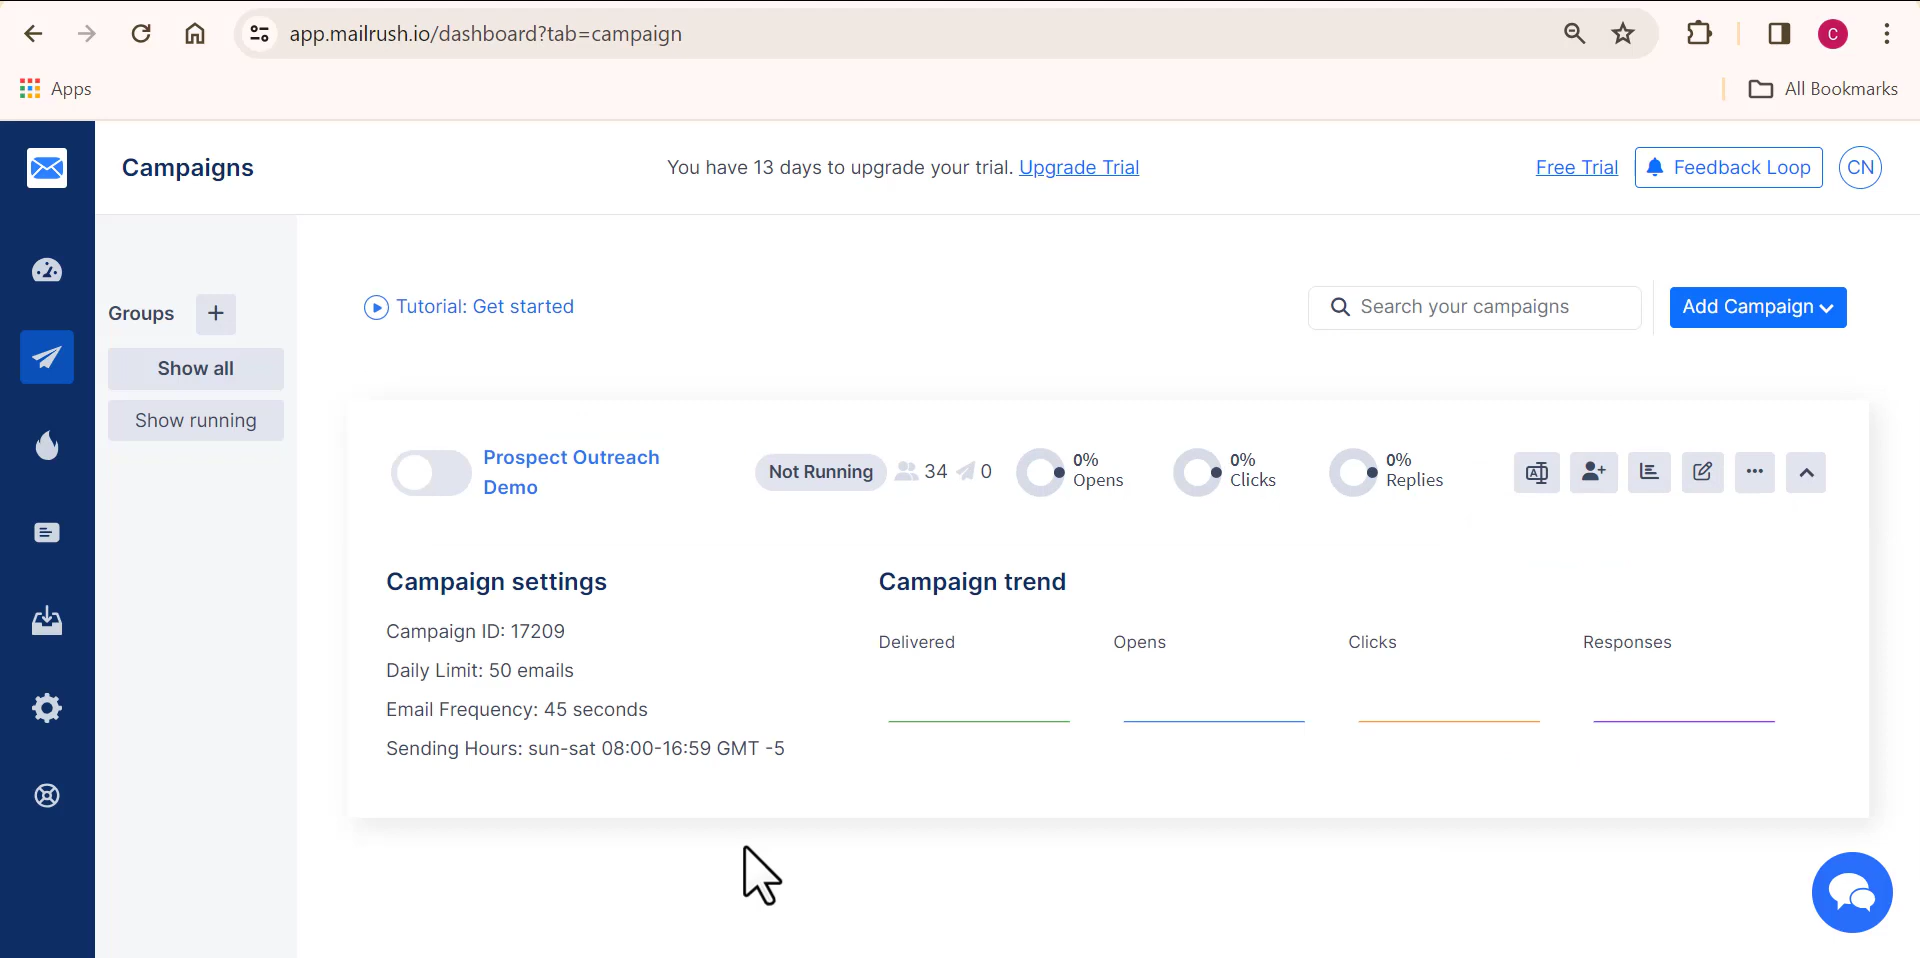 app.mailrush.io/dashboard?tab=campaign
C
Apps
All Bookmarks
Campaigns
You have 13 days to upgrade your trial. Upgrade Trial
Free Trial
Feedback Loop
CN
Groups +
Show all
Show running
Tutorial: Get started
Search your campaigns
Add Campaign
Prospect Outreach
Demo
Not Running
34
0
0%
Opens
0%
Clicks
0%
Replies
A
Campaign settings
Campaign ID: 17209
Daily Limit: 50 emails
Email Frequency: 45 seconds
Sending Hours: sun-sat 08:00-16:59 GMT -5
Campaign trend
Delivered
Opens
Clicks
Responses